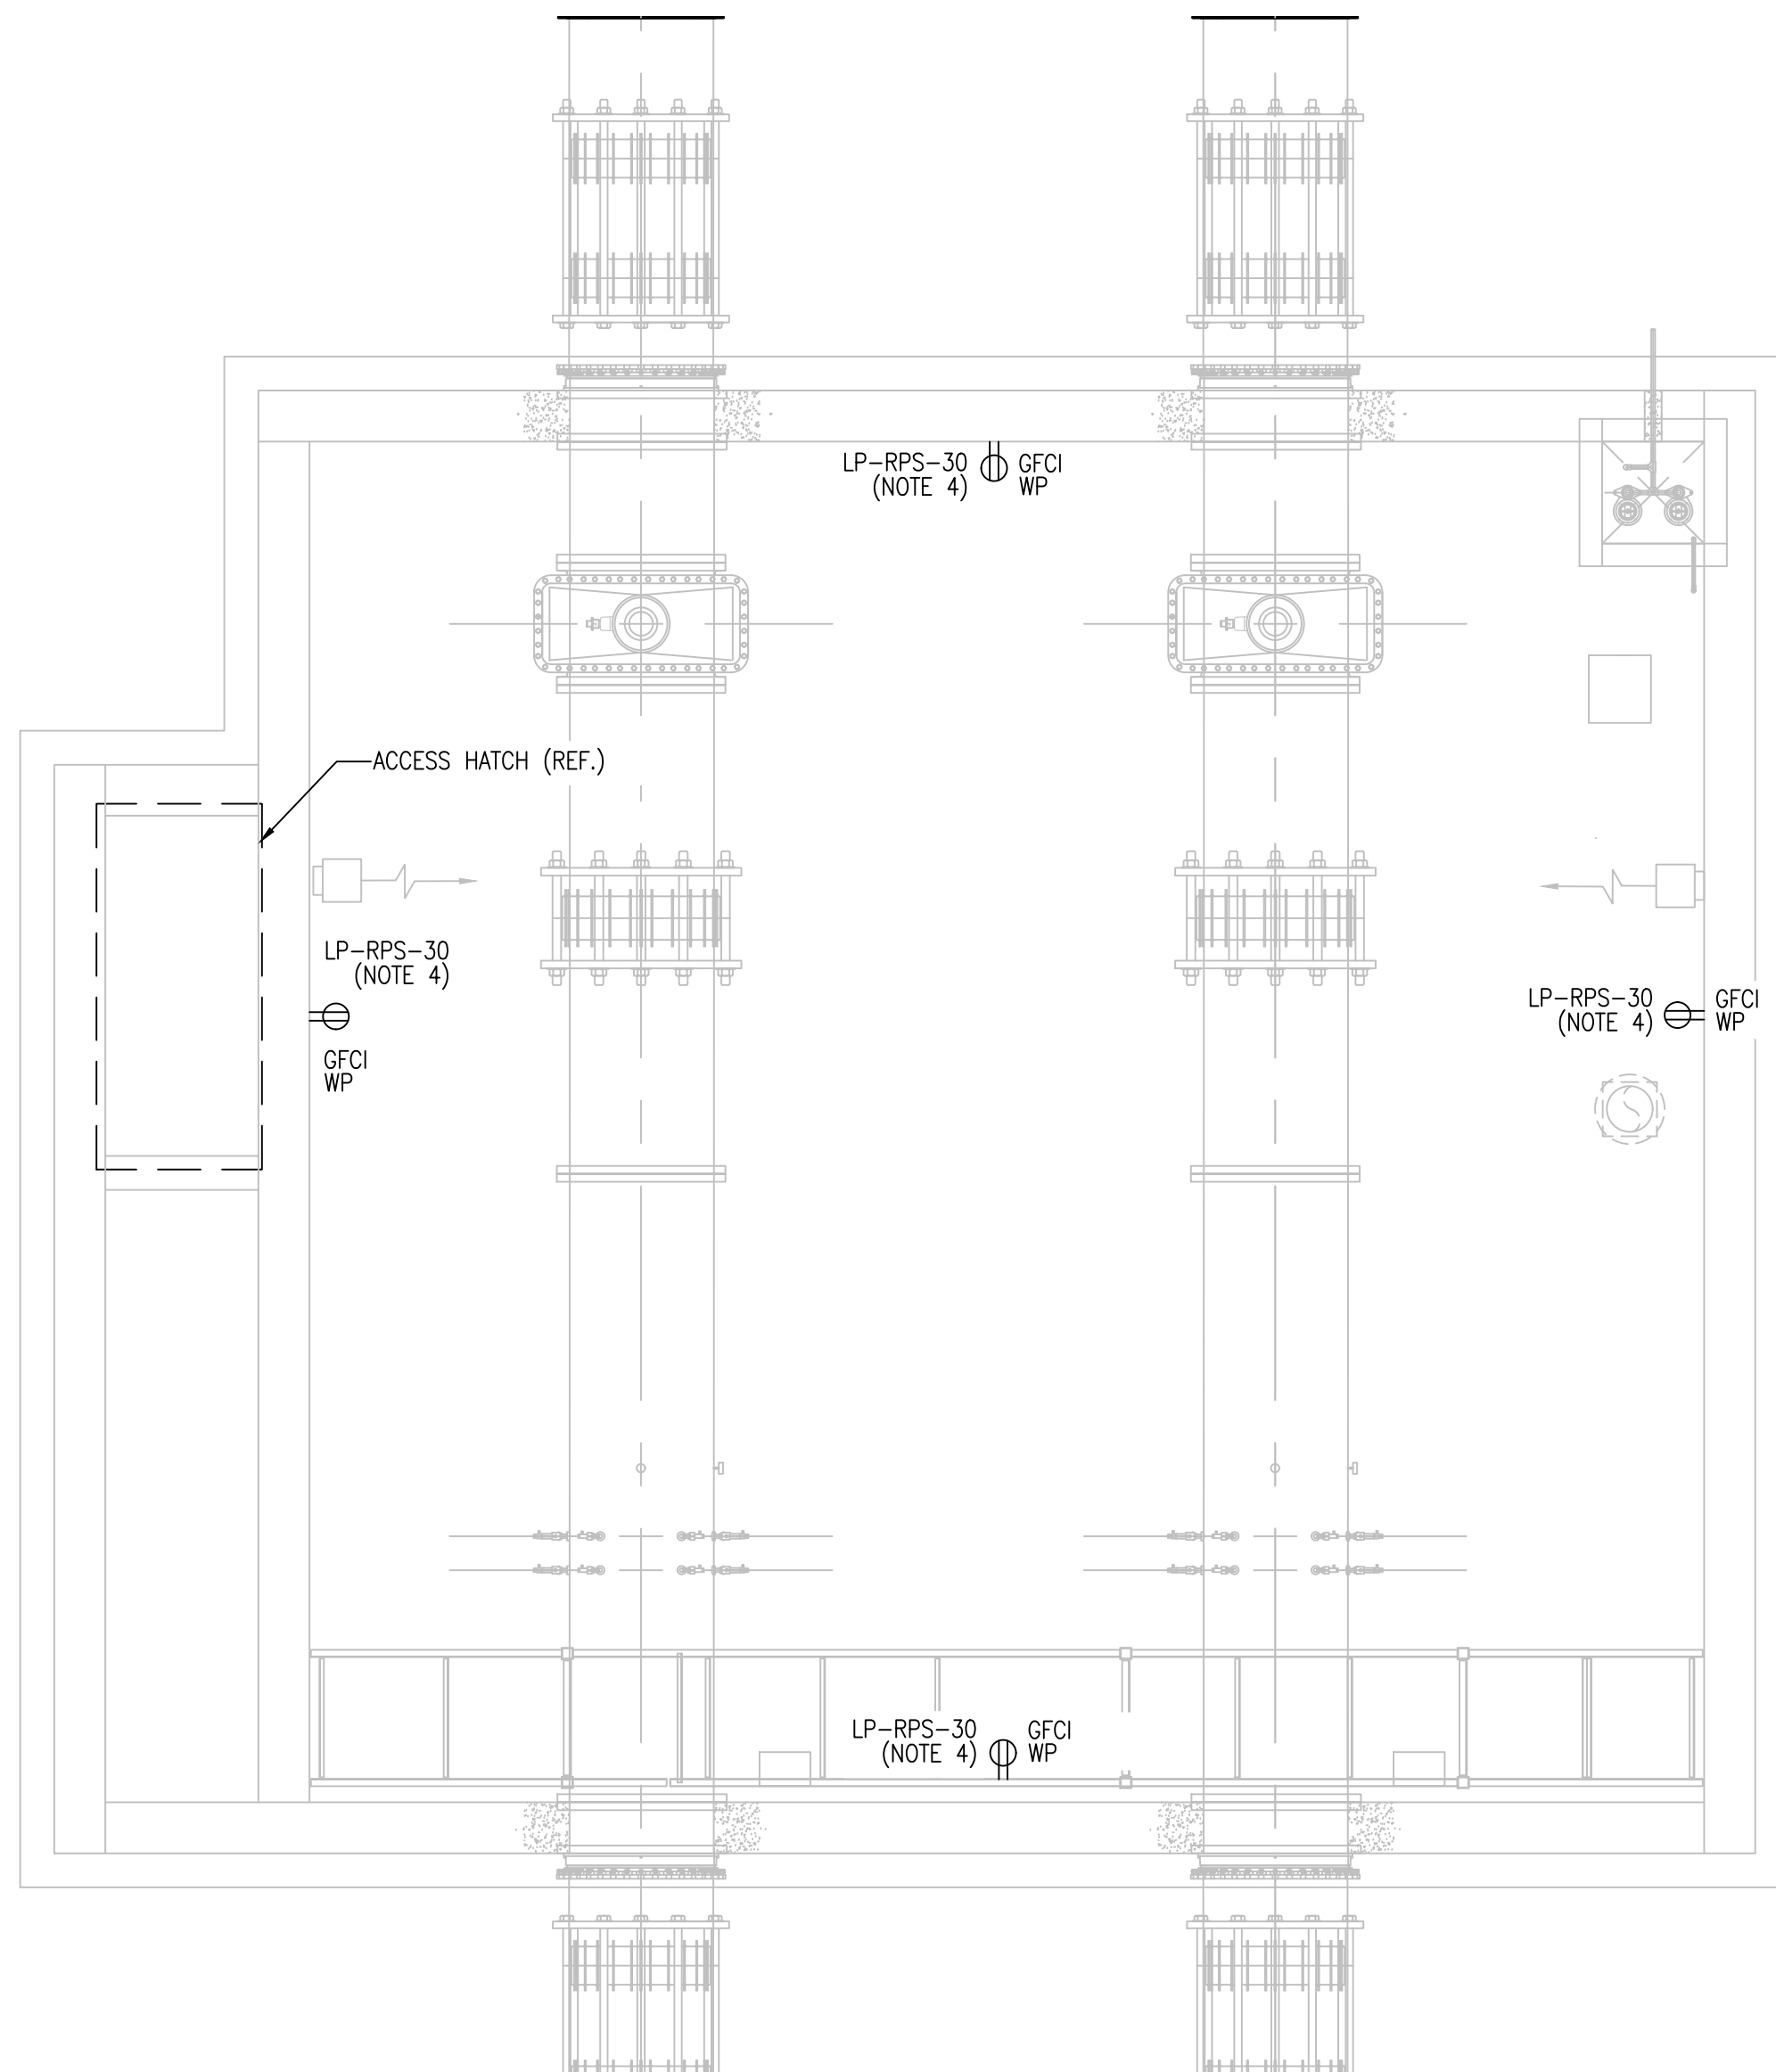 LP-RPS-30
(NOTE 4)
GFCI
WP
ACCESS HATCH (REF.)
LP-RPS-30
(NOTE 4)
GFCI
WP
LP-RPS-30
(NOTE 4)
GFCI
WP
LP-RPS-30
(NOTE 4)
GFCI
WP